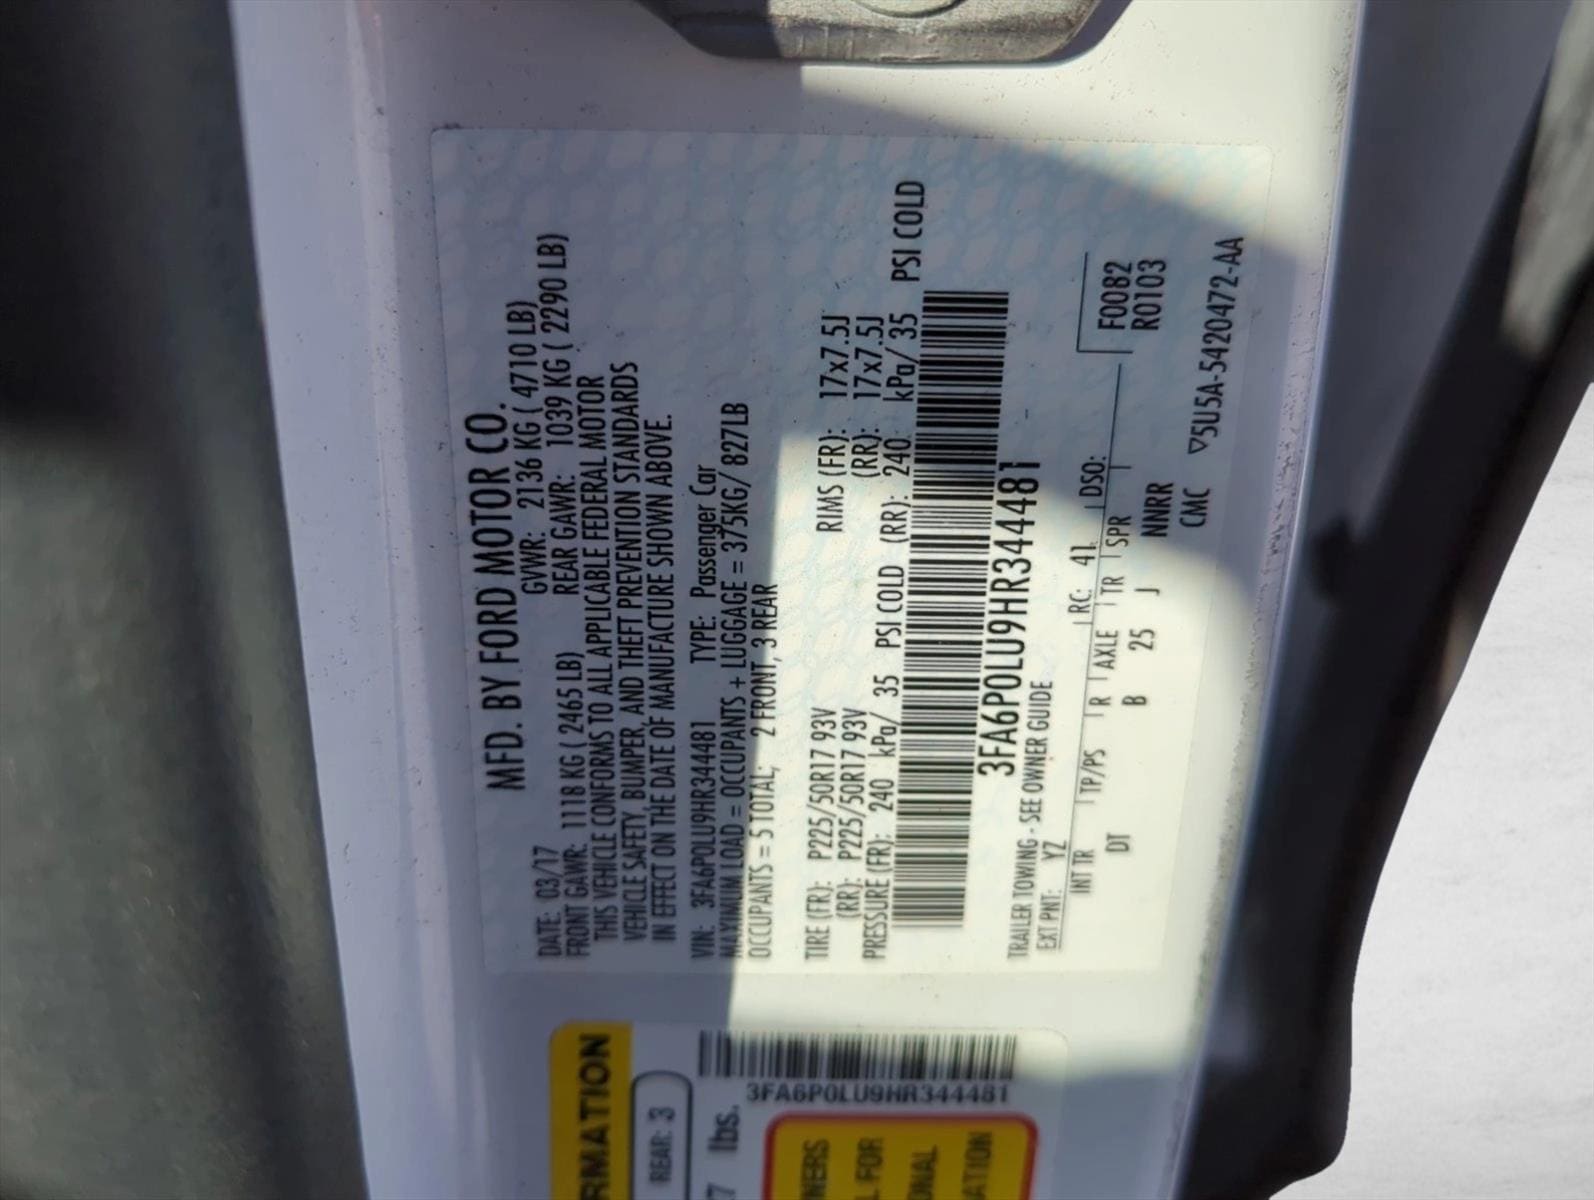 MFD. BY FORD MOTOR CO.
DATE: 03/17 GVWR: 2136 KG ( 4710 LB)
FRONT GAWR: 1118 KG ( 2465 LB) REAR GAWR: 1039 KG ( 2290 LB)
THIS VEHICLE CONFORMS TO ALL APPLICABLE FEDERAL MOTOR
VEHICLE SAFETY, BUMPER, AND THEFT PREVENTION STANDARDS
IN EFFECT ON THE DATE OF MANUFACTURE SHOWN ABOVE.
VIN: 3FA6P0LU9HR344481 TYPE: Passenger Car
MAXIMUM LOAD = OCCUPANTS + LUGGAGE = 375KG/ 827LB
OCCUPANTS = 5 TOTAL; 2 FRONT, 3 REAR
TIRE (FR): P225/50R17 93V RIMS (FR): 17x7.5J
(RR): P225/50R17 93V (RR): 17x7.5J
PRESSURE (FR): 240 kPa/ 35 PSI COLD (RR): 240 kPa/ 35 PSI COLD
3FA6P0LU9HR344481
TRAILER TOWING - SEE OWNER GUIDE
EXT PNT: YZ RC: 41 DSO: F0082
INT TR TP/PS R AXLE TR SPR R0103
DT B 25 J NNRR
CMC ▽5U5A-5420472-AA
RMATION
REAR: 3
7 lbs.
3FA6P0LU9HR344481
NERS
L FOR
ONAL
ATION